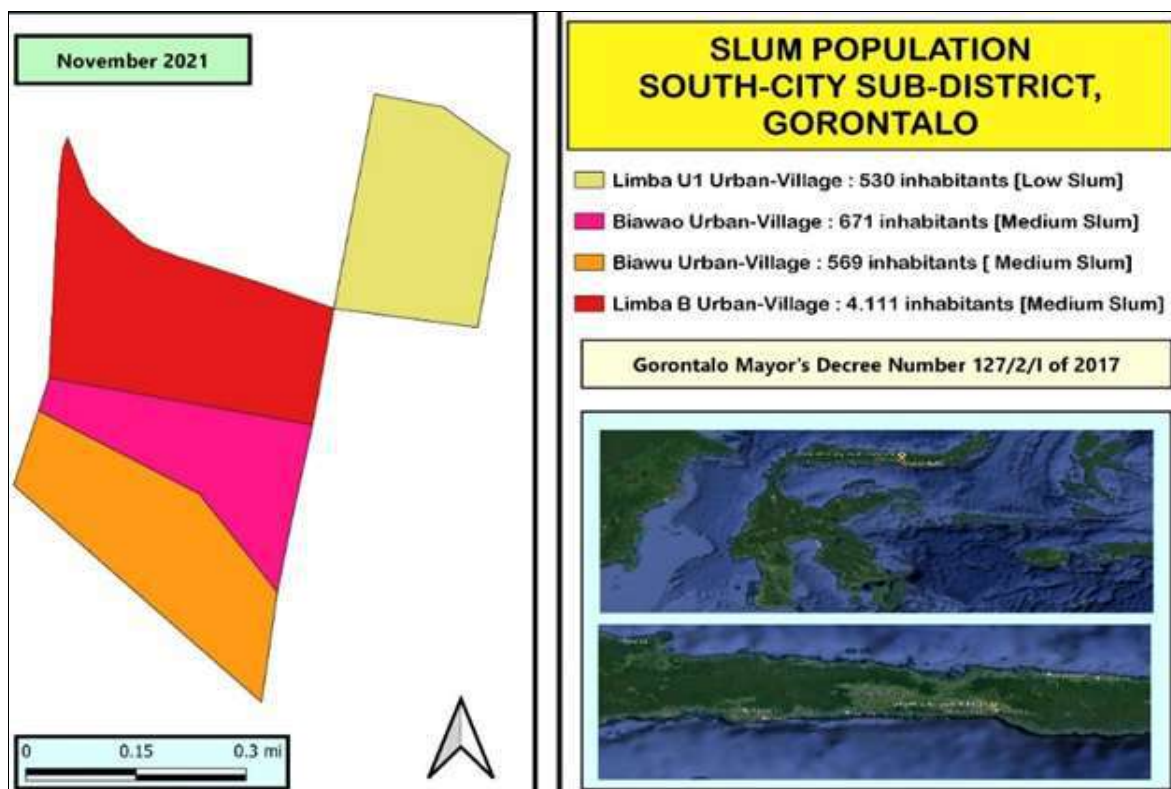 November 2021
0 0.15 0.3 mi
SLUM POPULATION
SOUTH-CITY SUB-DISTRICT,
GORONTALO
Limba U1 Urban-Village : 530 inhabitants [Low Slum]
Biawao Urban-Village : 671 inhabitants [Medium Slum]
Biawu Urban-Village : 569 inhabitants [ Medium Slum]
Limba B Urban-Village : 4.111 inhabitants [Medium Slum]
Gorontalo Mayor's Decree Number 127/2/I of 2017